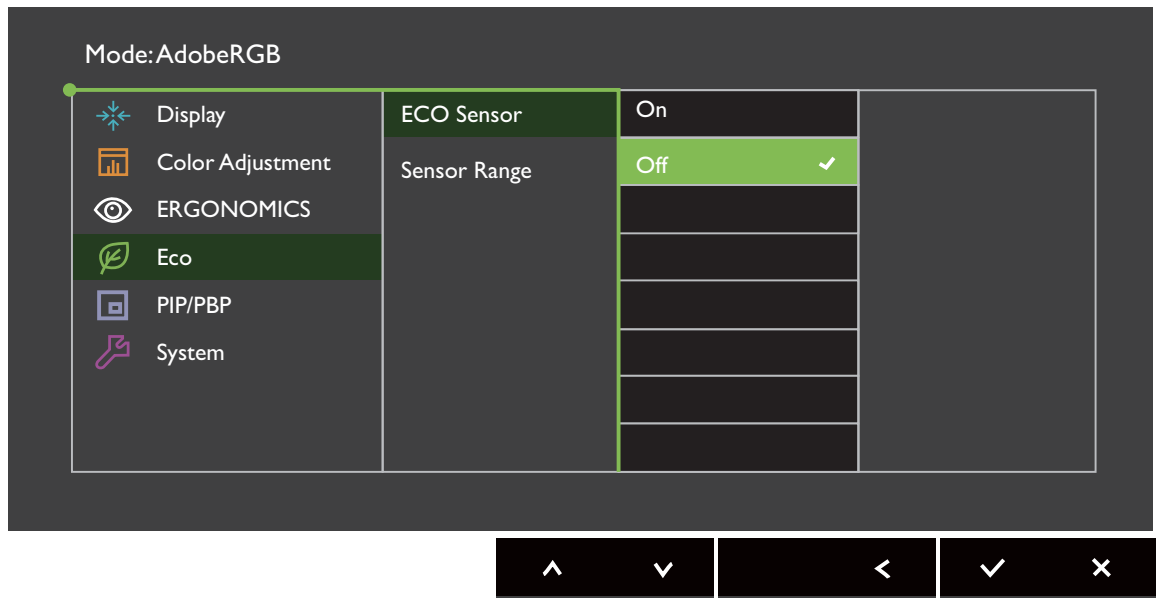 Mode: AdobeRGB
Display
Color Adjustment
ERGONOMICS
Eco
PIP/PBP
System
ECO Sensor
Sensor Range
On
Off